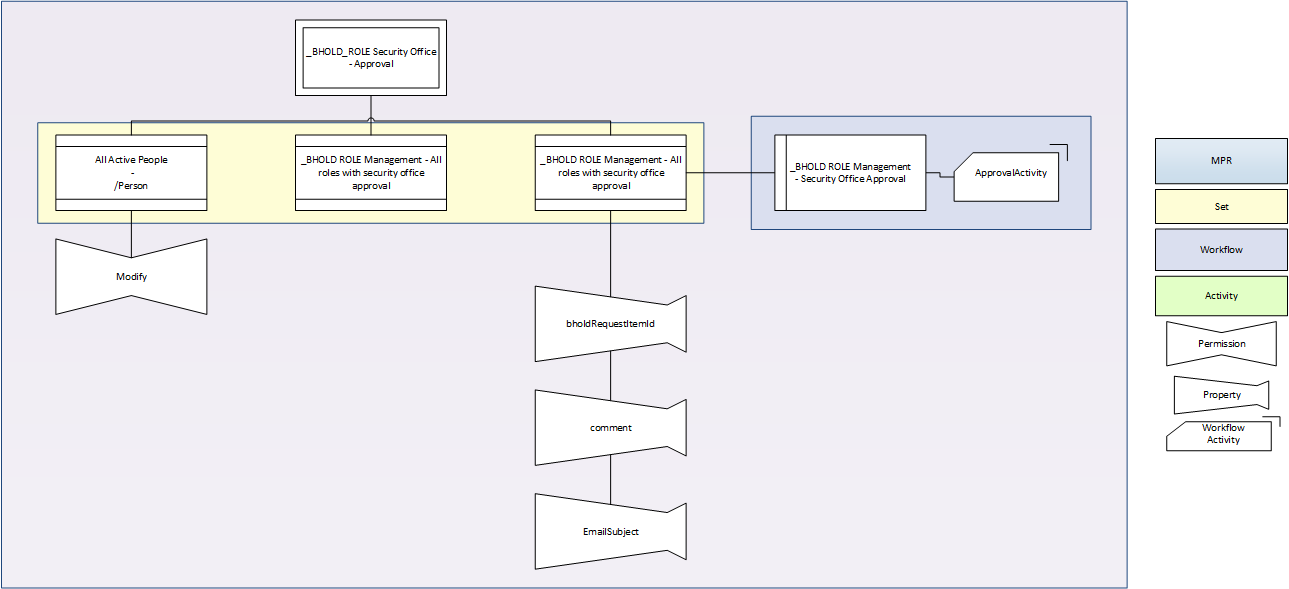 _BHOLD_ROLE Security Office
- Approval
All Active People
-
/Person
_BHOLD ROLE Management - All
roles with security office
approval
_BHOLD ROLE Management - All
roles with security office
approval
_BHOLD ROLE Management
- Security Office Approval
ApprovalActivity
Modify
bholdRequestItemId
comment
EmailSubject
MPR
Set
Workflow
Activity
Permission
Property
Workflow
Activity